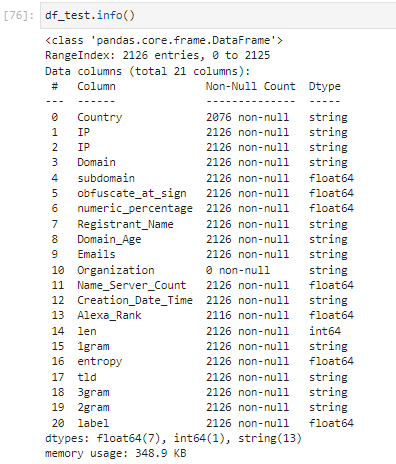 [76]: df_test.info()
<class 'pandas.core.frame.DataFrame'>
RangeIndex: 2126 entries, 0 to 2125
Data columns (total 21 columns):
 #   Column              Non-Null Count  Dtype
---  ------              --------------  -----
 0   Country             2076 non-null   string
 1   IP                  2126 non-null   string
 2   IP                  2126 non-null   string
 3   Domain              2126 non-null   string
 4   subdomain           2126 non-null   float64
 5   obfuscate_at_sign   2126 non-null   float64
 6   numeric_percentage  2126 non-null   float64
 7   Registrant_Name     2126 non-null   string
 8   Domain_Age          2126 non-null   string
 9   Emails              2126 non-null   string
 10  Organization        0 non-null      string
 11  Name_Server_Count   2126 non-null   float64
 12  Creation_Date_Time  2126 non-null   string
 13  Alexa_Rank          2116 non-null   float64
 14  len                 2126 non-null   int64
 15  1gram               2126 non-null   string
 16  entropy             2126 non-null   float64
 17  tld                 2126 non-null   string
 18  3gram               2126 non-null   string
 19  2gram               2126 non-null   string
 20  label               2126 non-null   float64
dtypes: float64(7), int64(1), string(13)
memory usage: 348.9 KB